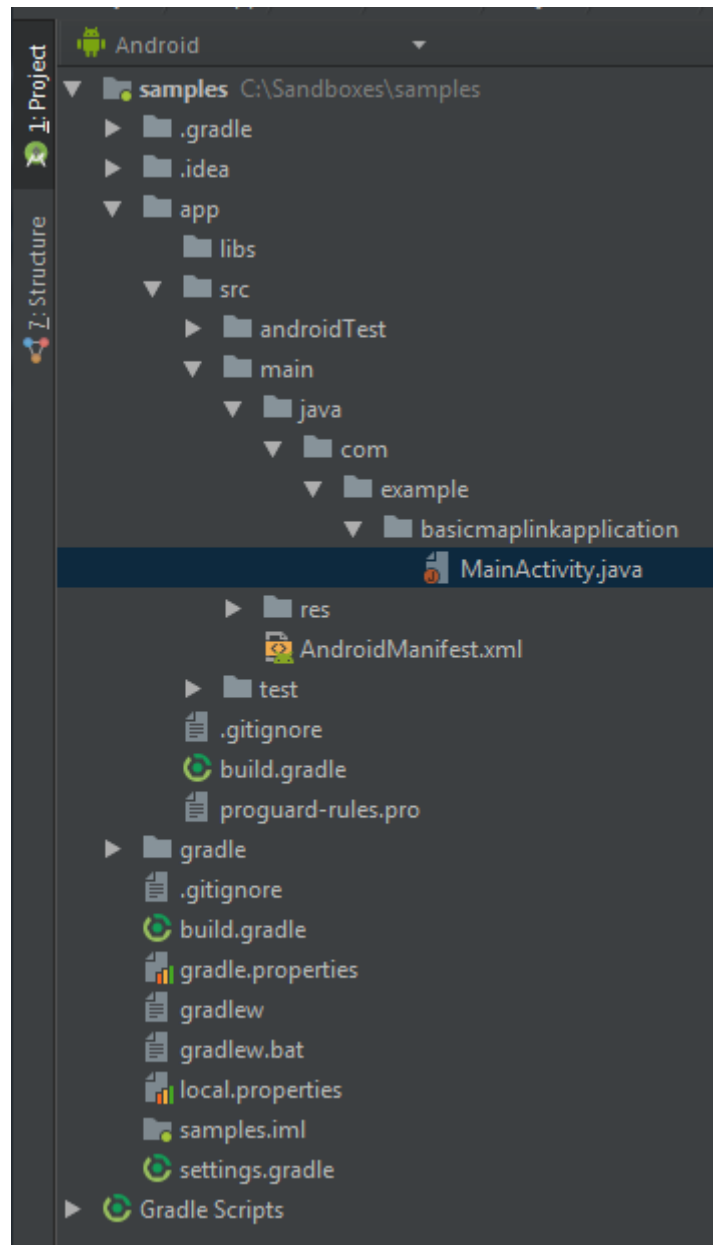 Android
1: Project
7: Structure
samples C:\Sandboxes\samples
.gradle
.idea
app
libs
src
androidTest
main
java
com
example
basicmaplinkapplication
MainActivity.java
res
AndroidManifest.xml
test
.gitignore
build.gradle
proguard-rules.pro
gradle
.gitignore
build.gradle
gradle.properties
gradlew
gradlew.bat
local.properties
samples.iml
settings.gradle
Gradle Scripts